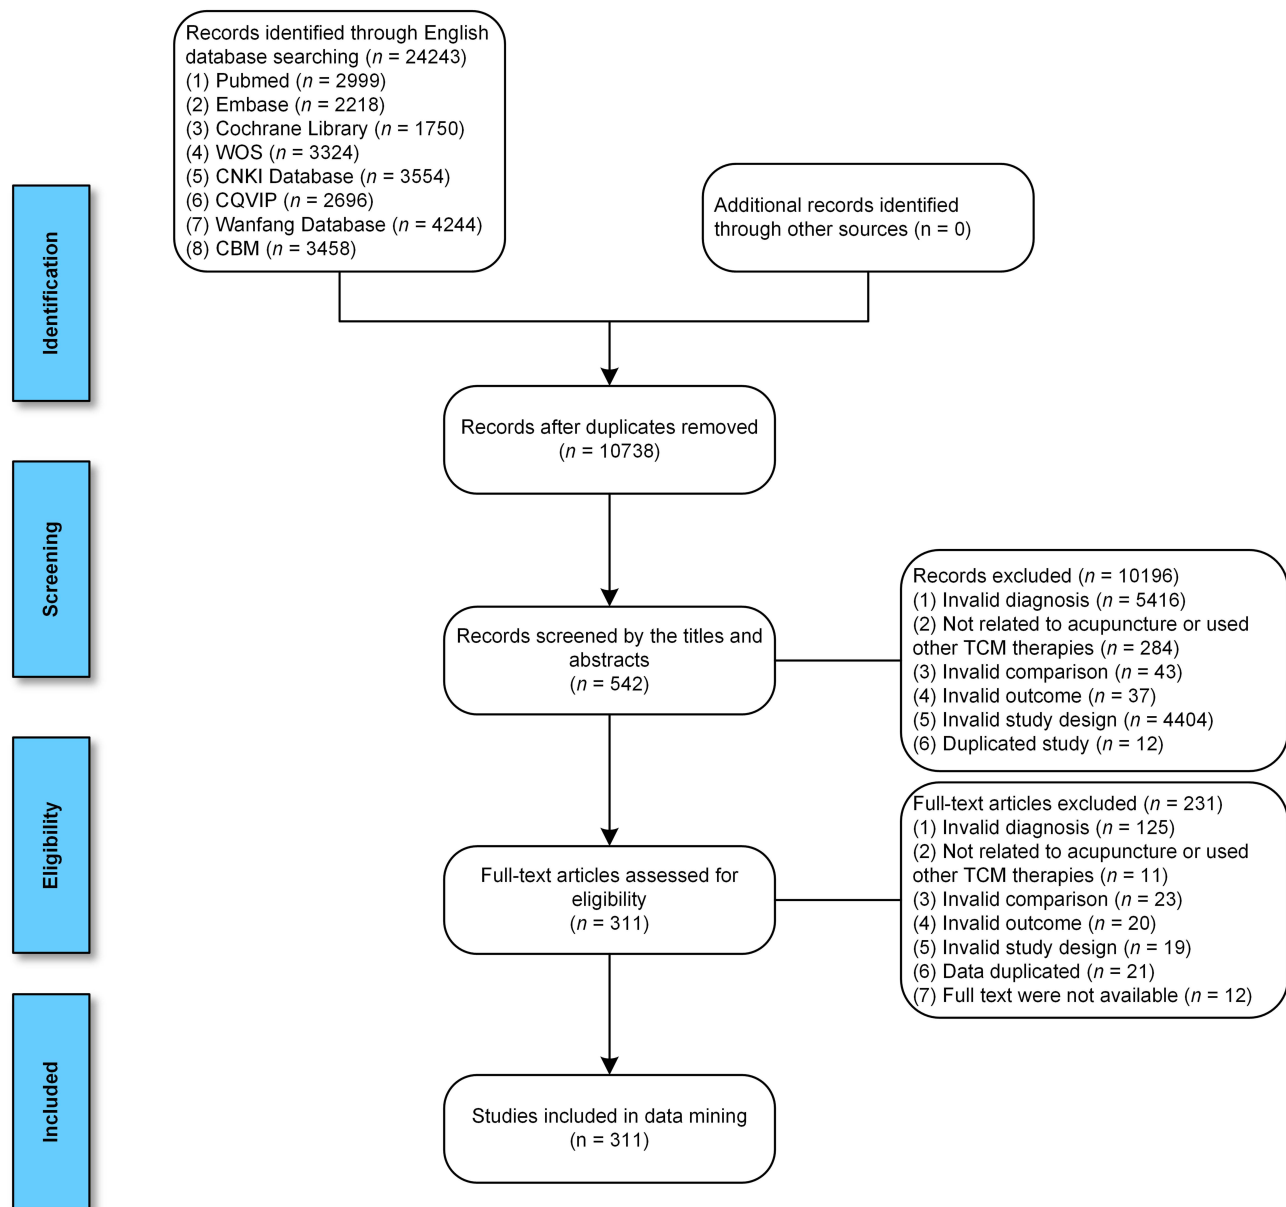 Records identified through English
database searching (n = 24243)
(1) Pubmed (n = 2999)
(2) Embase (n = 2218)
(3) Cochrane Library (n = 1750)
(4) WOS (n = 3324)
(5) CNKI Database (n = 3554)
(6) CQVIP (n = 2696)
(7) Wanfang Database (n = 4244)
(8) CBM (n = 3458)
Additional records identified
through other sources (n = 0)
Identification
Records after duplicates removed
(n = 10738)
Screening
Records screened by the titles and
abstracts
(n = 542)
Records excluded (n = 10196)
(1) Invalid diagnosis (n = 5416)
(2) Not related to acupuncture or used
other TCM therapies (n = 284)
(3) Invalid comparison (n = 43)
(4) Invalid outcome (n = 37)
(5) Invalid study design (n = 4404)
(6) Duplicated study (n = 12)
Eligibility
Full-text articles assessed for
eligibility
(n = 311)
Full-text articles excluded (n = 231)
(1) Invalid diagnosis (n = 125)
(2) Not related to acupuncture or used
other TCM therapies (n = 11)
(3) Invalid comparison (n = 23)
(4) Invalid outcome (n = 20)
(5) Invalid study design (n = 19)
(6) Data duplicated (n = 21)
(7) Full text were not available (n = 12)
Included
Studies included in data mining
(n = 311)